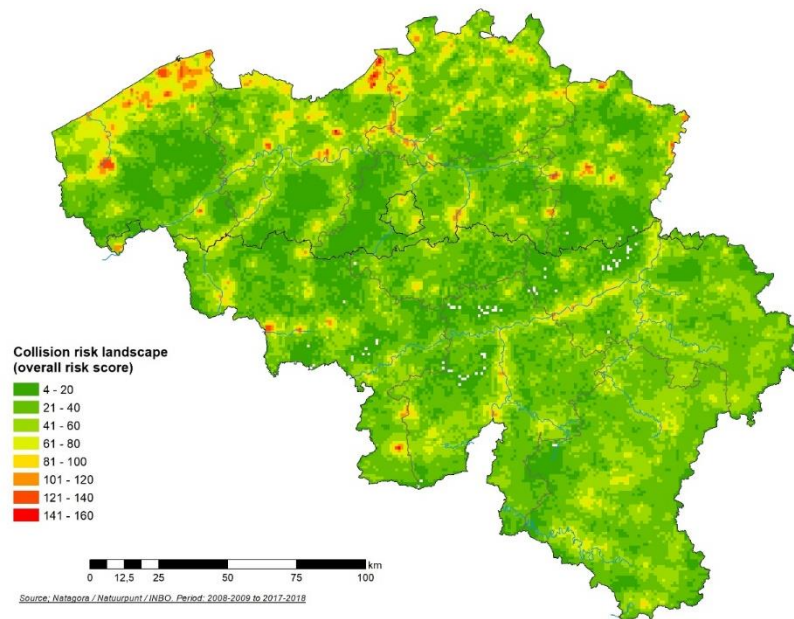 Collision risk landscape
(overall risk score)
4 - 20
21 - 40
41 - 60
61 - 80
81 - 100
101 - 120
121 - 140
141 - 160
km
0 12,5 25 50 75 100
Source; Natagora / Natuurpunt / INBO, Period: 2008-2009 to 2017-2018